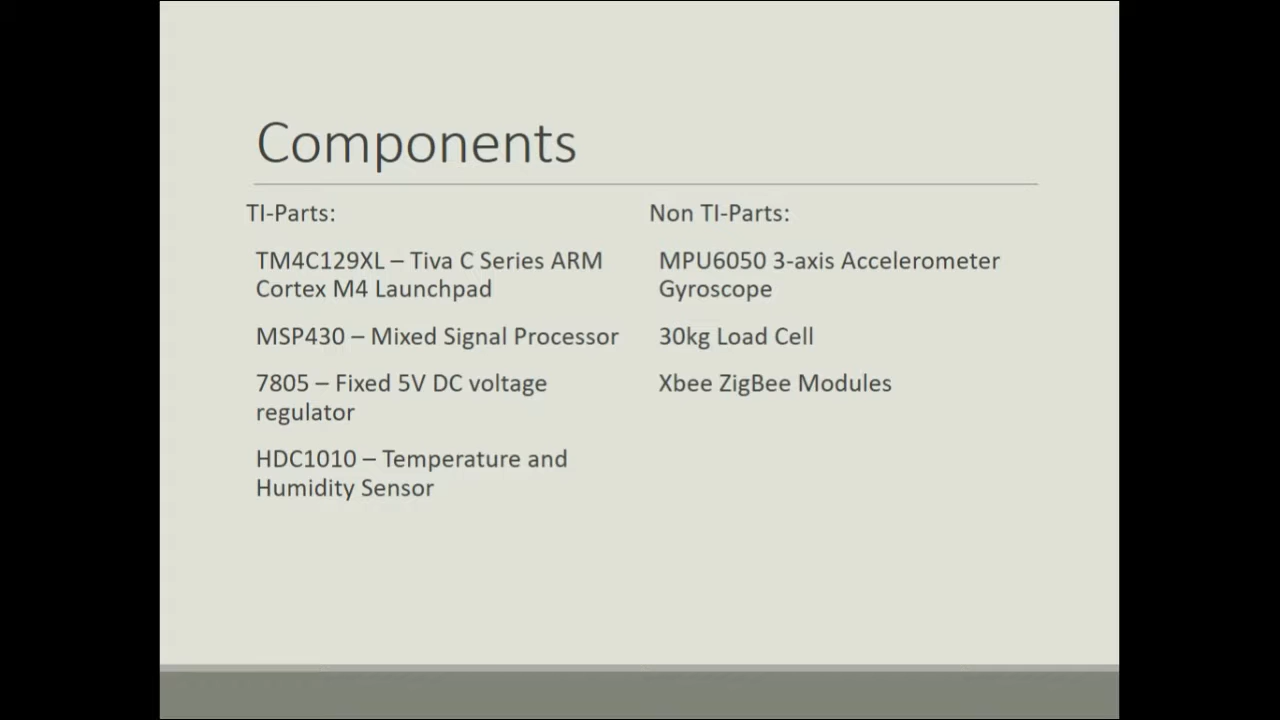 Components
TI-Parts:
TM4C129XL – Tiva C Series ARM
Cortex M4 Launchpad
MSP430 – Mixed Signal Processor
7805 – Fixed 5V DC voltage
regulator
HDC1010 – Temperature and
Humidity Sensor
Non TI-Parts:
MPU6050 3-axis Accelerometer
Gyroscope
30kg Load Cell
Xbee ZigBee Modules